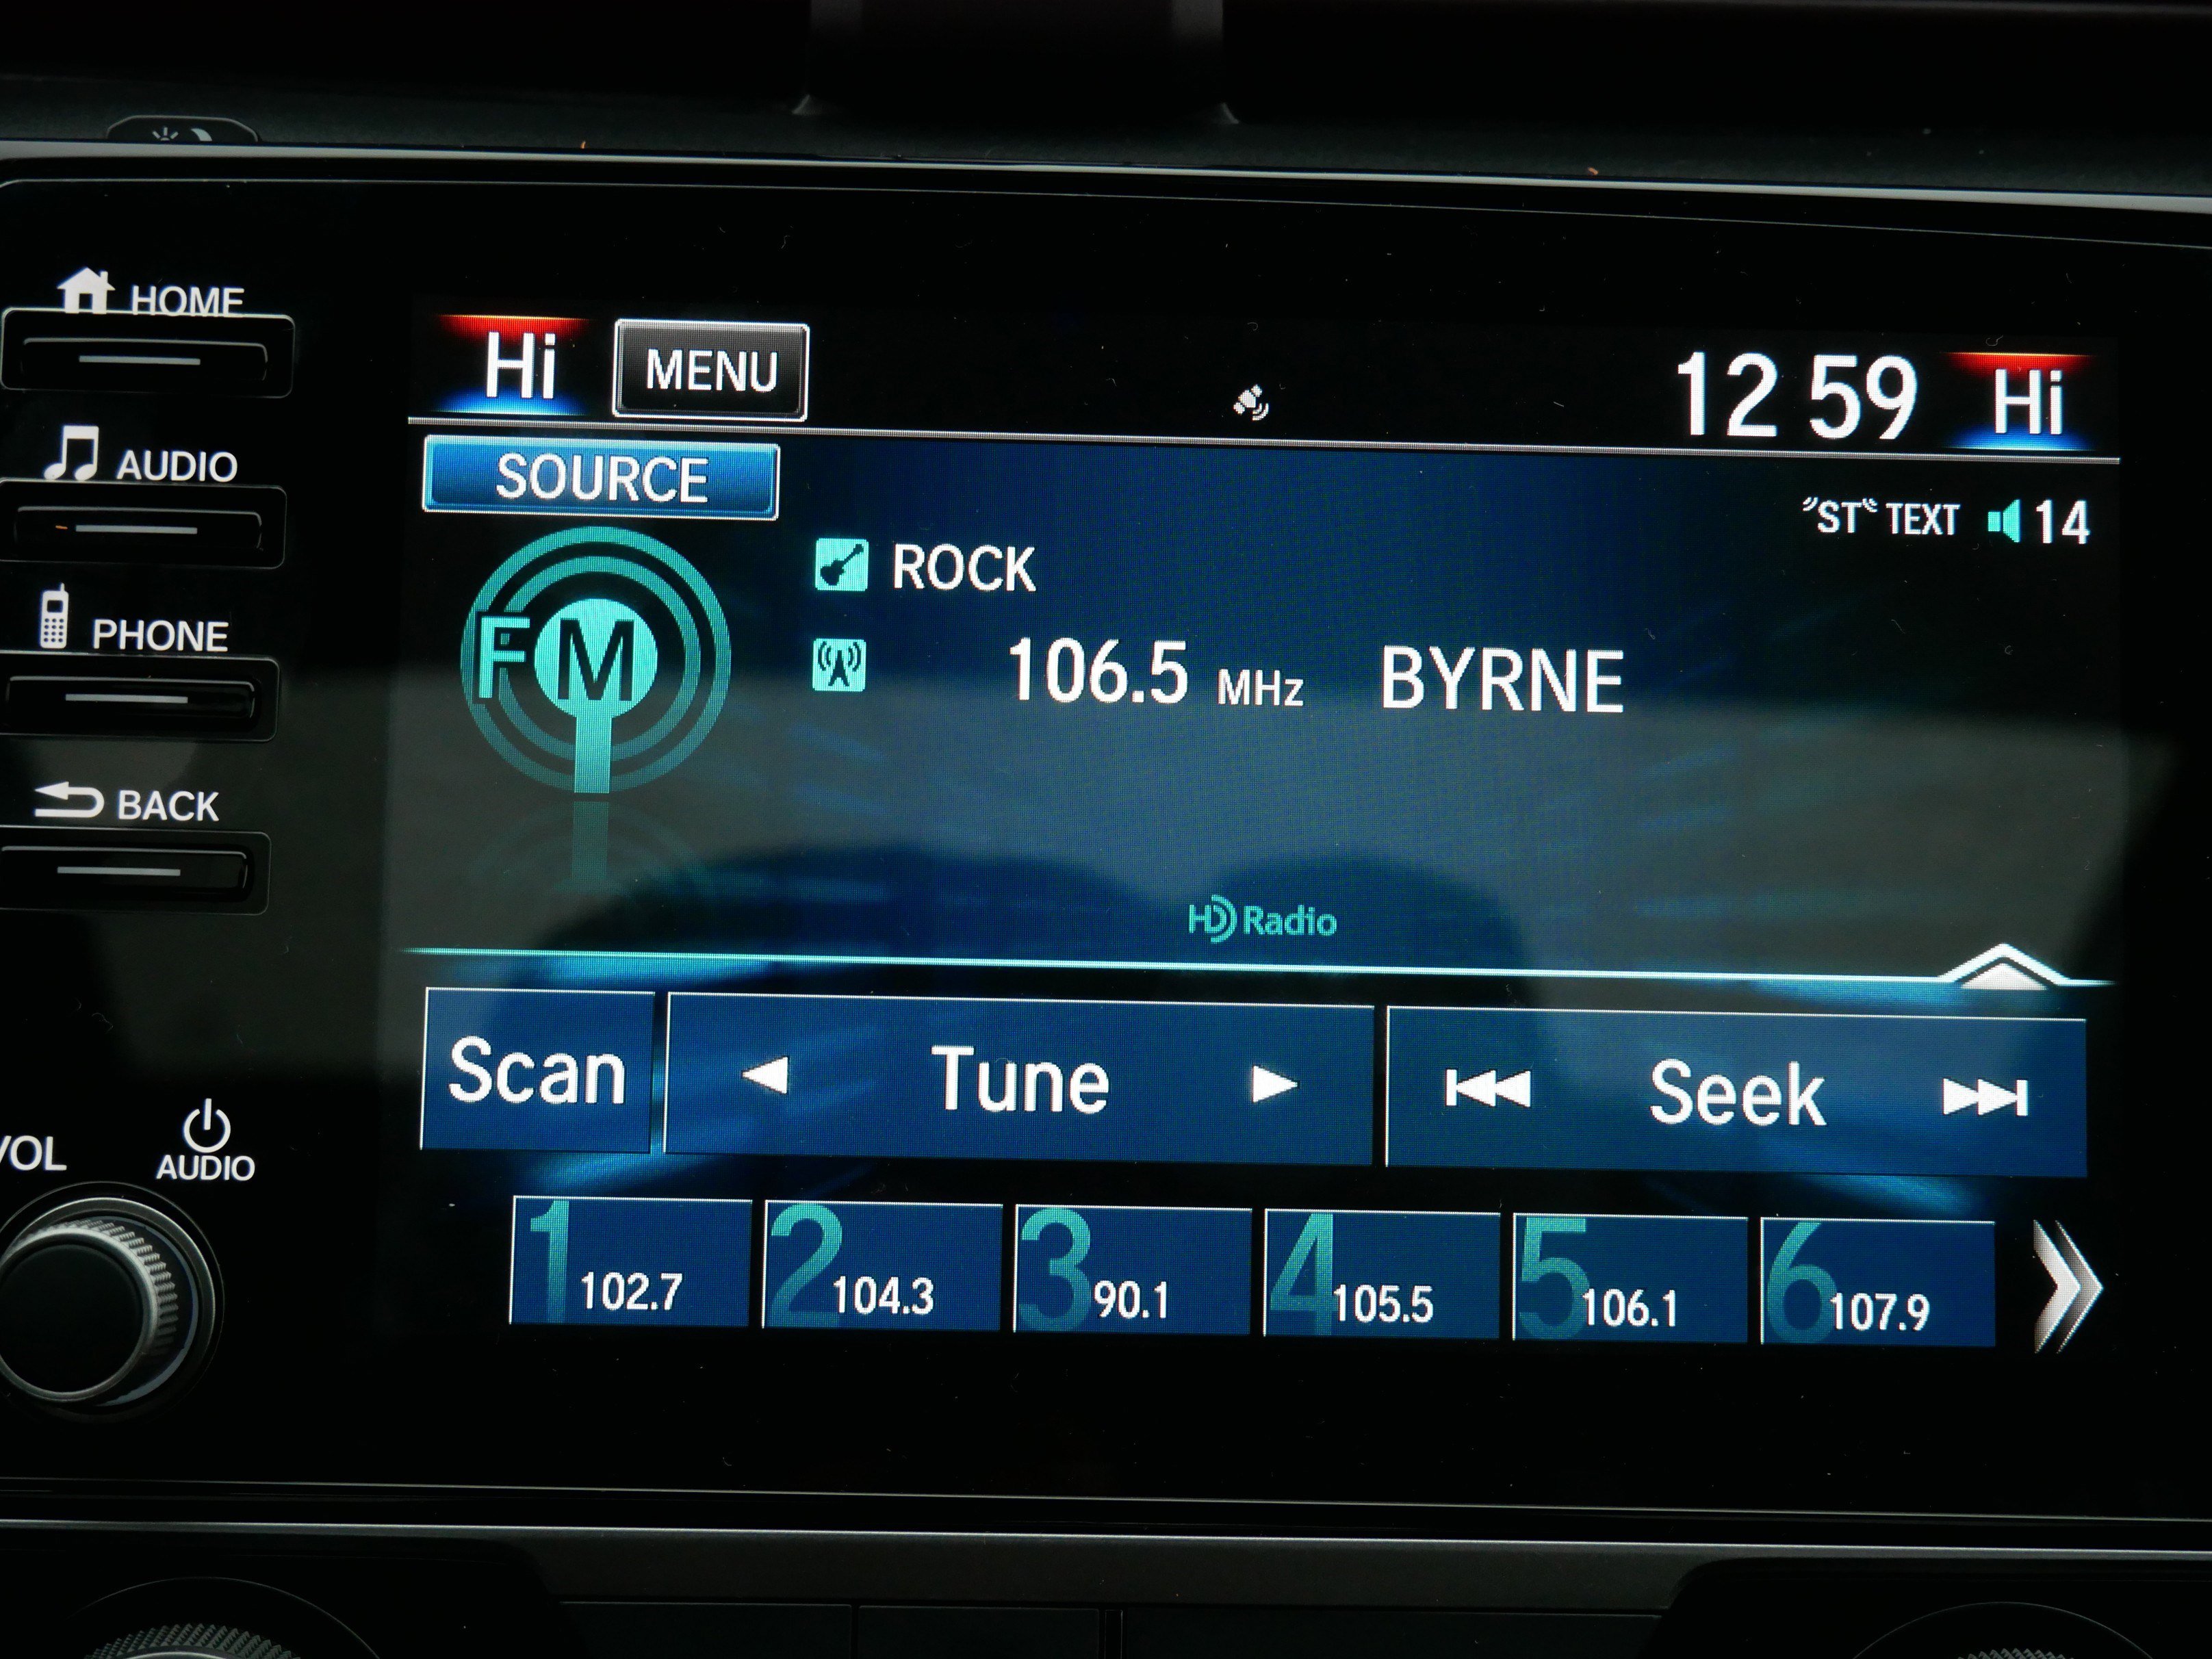 HOME
AUDIO
PHONE
BACK
VOL
AUDIO
Hi MENU 12 59 Hi
SOURCE
ST TEXT 14
FM
ROCK
106.5 MHz BYRNE
HD Radio
Scan Tune Seek
1 102.7 2 104.3 3 90.1 4 105.5 5 106.1 6 107.9